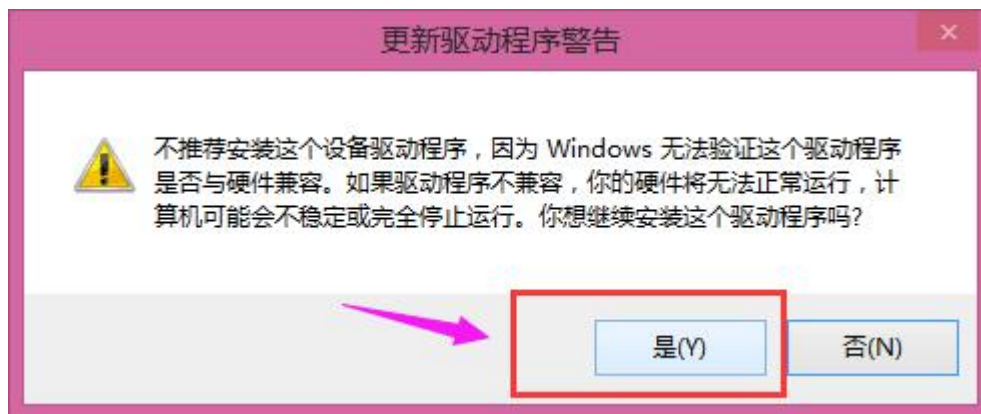 更新驱动程序警告
不推荐安装这个设备驱动程序，因为 Windows 无法验证这个驱动程序
是否与硬件兼容。如果驱动程序不兼容，你的硬件将无法正常运行，计
算机可能会不稳定或完全停止运行。你想继续安装这个驱动程序吗?
是(Y) 否(N)